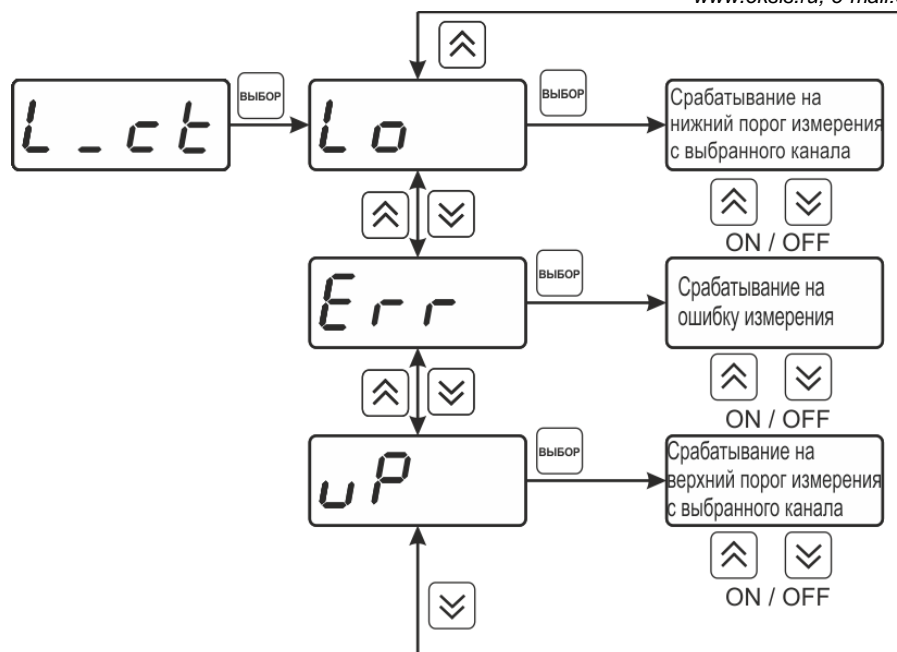 www.eksis.ru, e-mail:
ВЫБОР
ВЫБОР
L_ct
Lo
Срабатывание на
нижний порог измерения
с выбранного канала
ON / OFF
ВЫБОР
Err
Срабатывание на
ошибку измерения
ON / OFF
ВЫБОР
uP
Срабатывание на
верхний порог измерения
с выбранного канала
ON / OFF